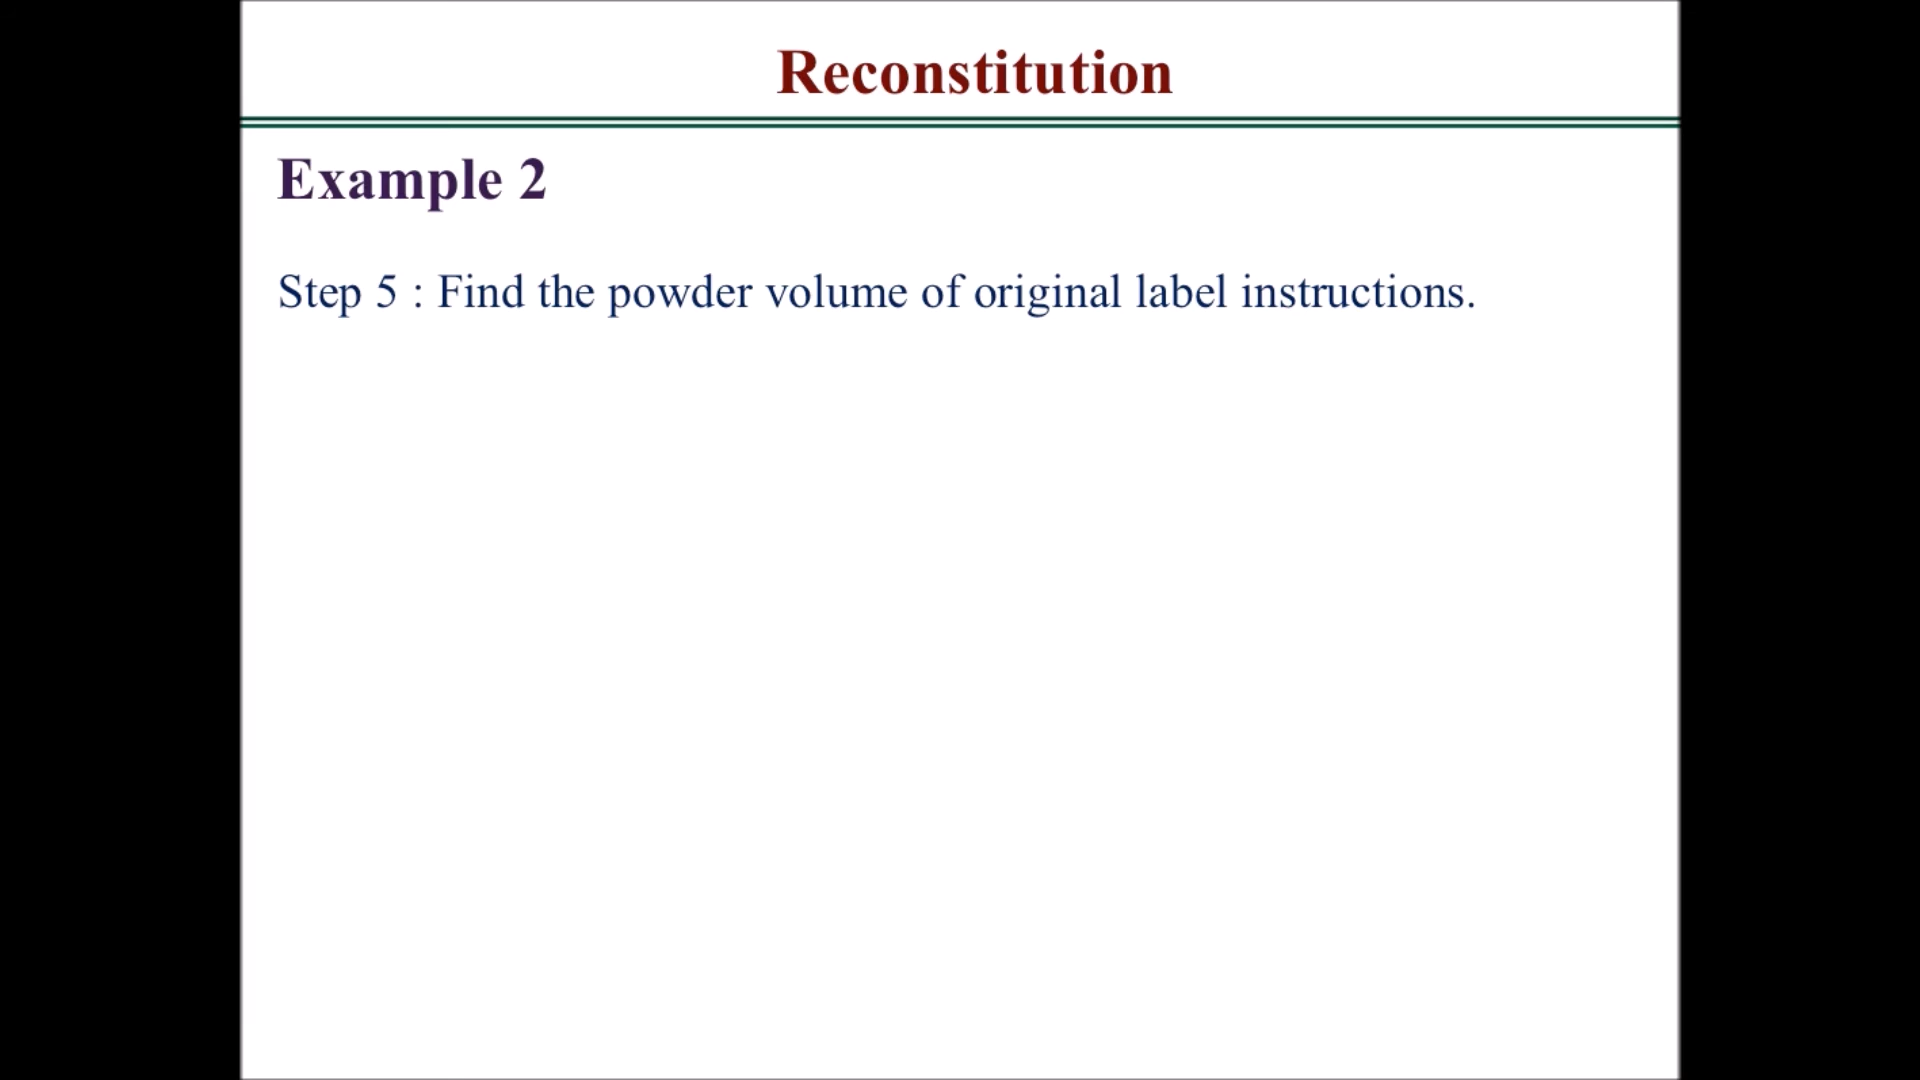 Reconstitution
Example 2
Step 5 : Find the powder volume of original label instructions.